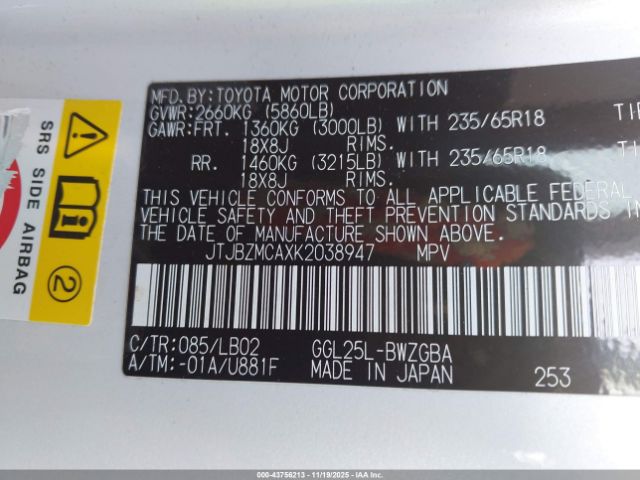 MFD. BY: TOYOTA MOTOR CORPORATION
GVWR: 2660KG (5860LB)
GAWR: FRT. 1360KG (3000LB) WITH 235/65R18
18X8J RIMS.
RR. 1460KG (3215LB) WITH 235/65R18
18X8J RIMS.
THIS VEHICLE CONFORMS TO ALL APPLICABLE FEDERAL
VEHICLE SAFETY AND THEFT PREVENTION STANDARDS
THE DATE OF MANUFACTURE SHOWN ABOVE.
JTJBZMCAXK2038947 MPV
C/TR: 085/LB02 GGL25L-BWZGBA
A/TM: -01A/U881F MADE IN JAPAN 253
SRS SIDE AIRBAG
2
000-43756213 - 11/19/2025 - IAAI.com